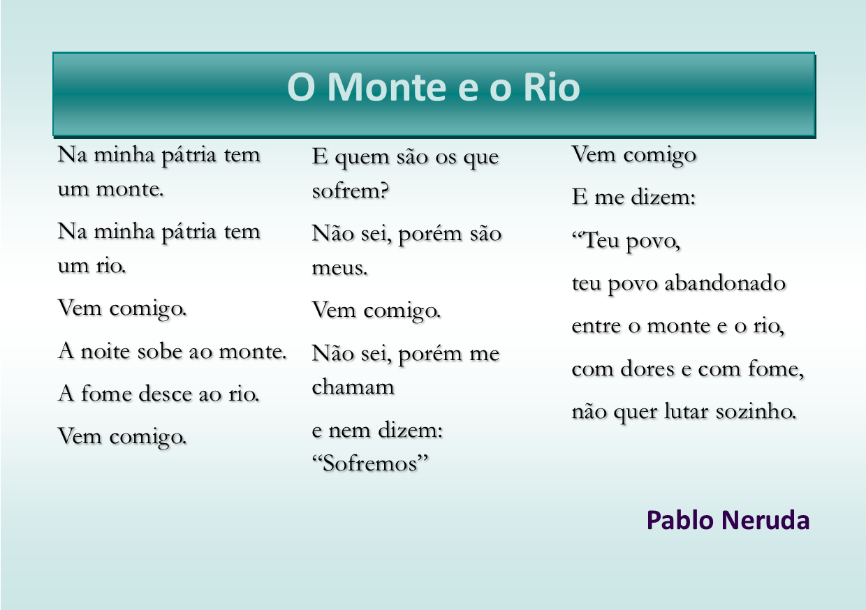 O Monte e o Rio
Na minha pátria tem
um monte.
Na minha pátria tem
um rio.
Vem comigo.
A noite sobe ao monte.
A fome desce ao rio.
Vem comigo.
E quem são os que
sofrem?
Não sei, porém são
meus.
Vem comigo.
Não sei, porém me
chamam
e nem dizem:
“Sofremos”
Vem comigo
E me dizem:
“Teu povo,
teu povo abandonado
entre o monte e o rio,
com dores e com fome,
não quer lutar sozinho.
Pablo Neruda